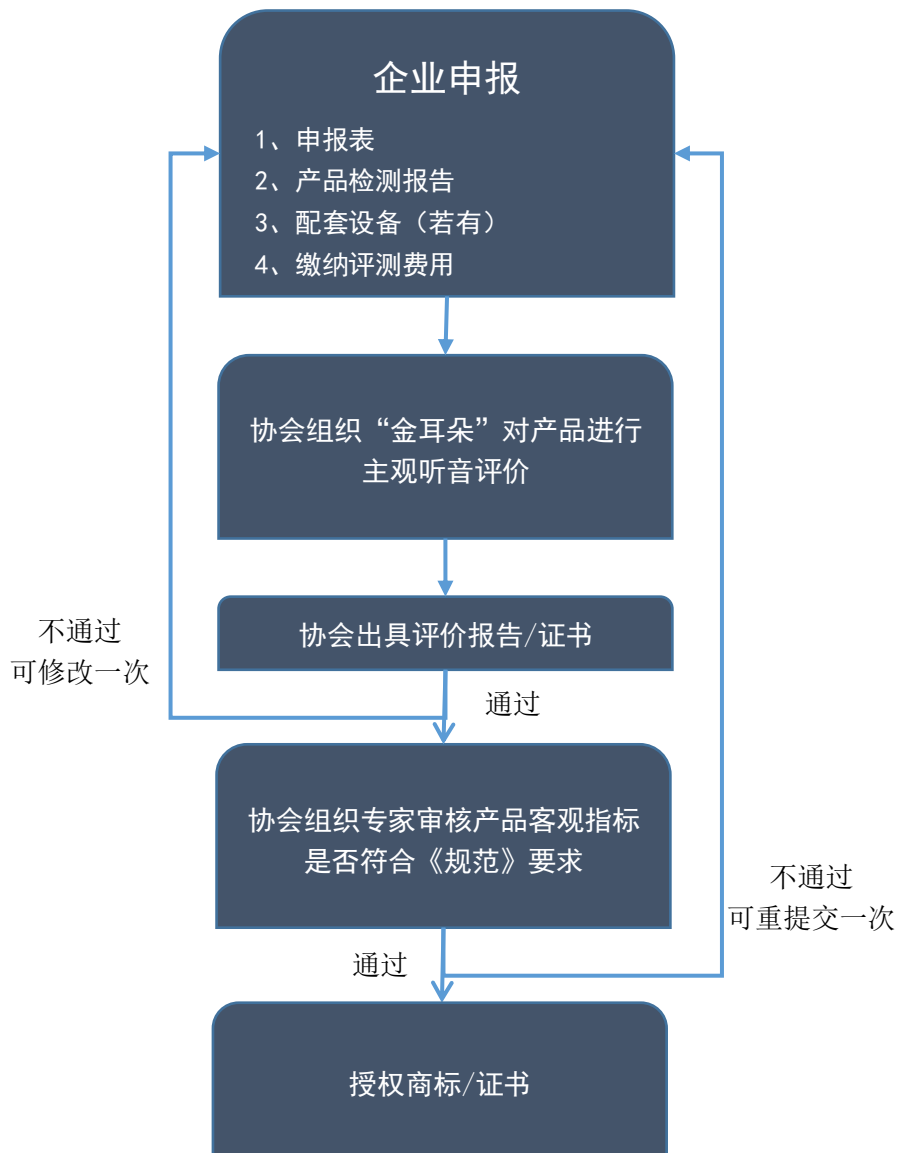 企业申报
1、申报表
2、产品检测报告
3、配套设备（若有）
4、缴纳评测费用
协会组织“金耳朵”对产品进行
主观听音评价
协会出具评价报告/证书
不通过
可修改一次
通过
协会组织专家审核产品客观指标
是否符合《规范》要求
不通过
可重提交一次
通过
授权商标/证书